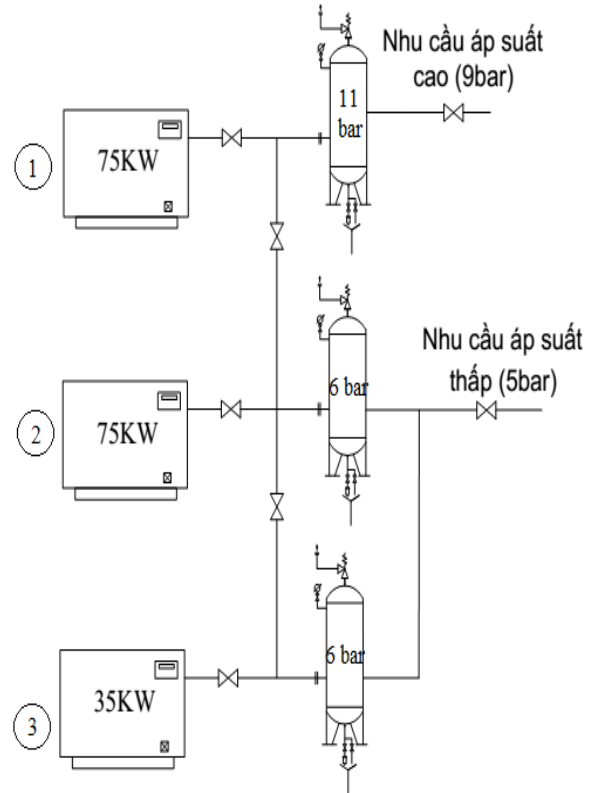 Nhu cầu áp suất
cao (9bar)
11
bar
75KW
1
Nhu cầu áp suất
thấp (5bar)
6 bar
75KW
2
6 bar
35KW
3